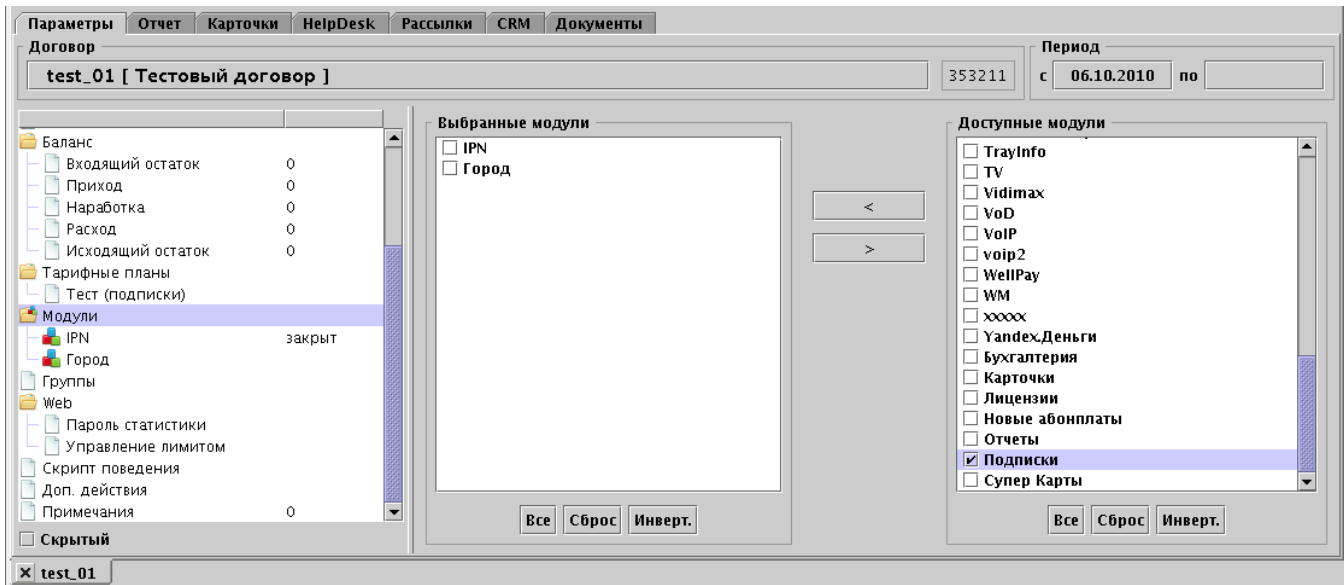 Параметры Отчет Карточки HelpDesk Рассылки CRM Документы
Договор
test_01 [ Тестовый договор ] 353211
Период
с 06.10.2010 по
Баланс
Входящий остаток 0
Приход 0
Наработка 0
Расход 0
Исходящий остаток 0
Тарифные планы
Тест (подписки)
Модули
IPN закрыт
Город
Группы
Web
Пароль статистики
Управление лимитом
Скрипт поведения
Доп. действия
Примечания 0
Скрытый
Выбранные модули
IPN
Город
Все Сброс Инверт.
<
>
Доступные модули
TrayInfo
TV
Vidimax
VoD
VoIP
voip2
WellPay
WM
xxxxx
Yandex.Деньги
Бухгалтерия
Карточки
Лицензии
Новые абонплаты
Отчеты
Подписки
Супер Карты
Все Сброс Инверт.
test_01